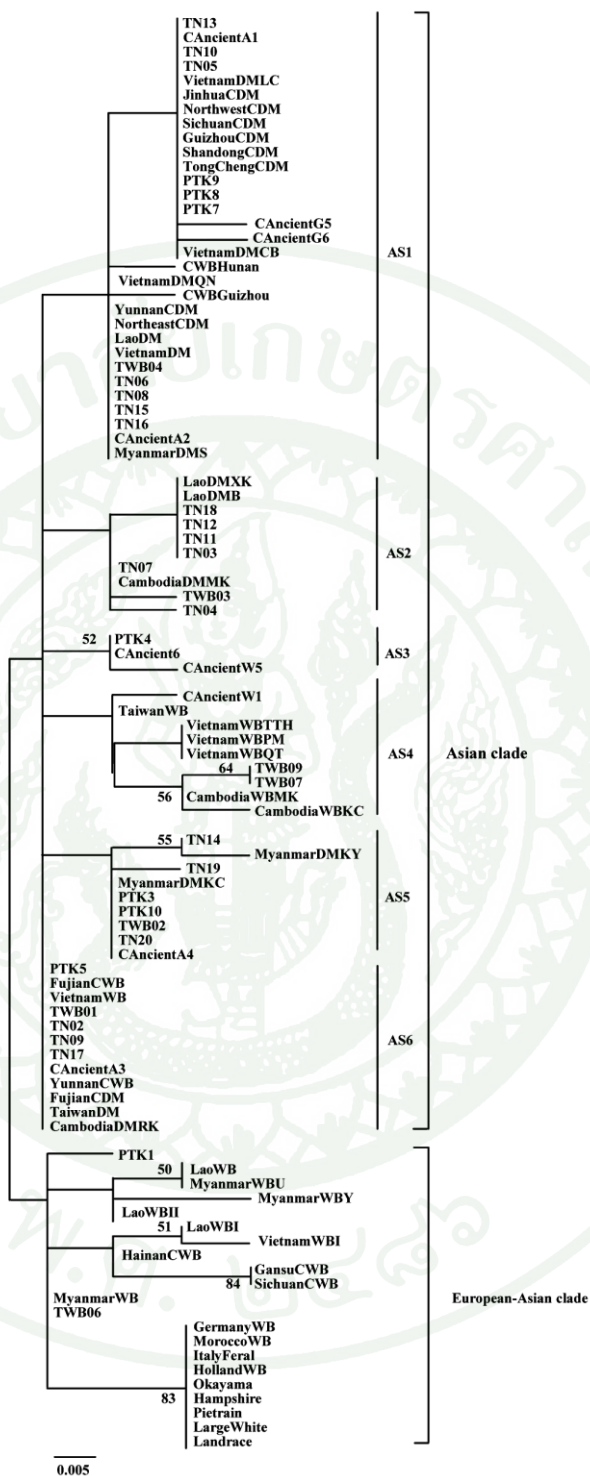 TN13
CAncientA1
TN10
TN05
VietnamDMLC
JinhuaCDM
NorthwestCDM
SichuanCDM
GuizhouCDM
ShandongCDM
TongChengCDM
PTK9
PTK8
PTK7
CAncientG5
CAncientG6
VietnamDMCB
AS1
CWBHunan
VietnamDMQN
CWBGuizhou
YunnanCDM
NortheastCDM
LaoDM
VietnamDM
TWB04
TN06
TN08
TN15
TN16
CAncientA2
MyanmarDMS
LaoDMXK
LaoDMB
TN18
TN12
TN11
TN03
AS2
TN07
CambodiaDMMK
TWB03
TN04
52
PTK4
CAncient6
AS3
CAncientW5
CAncientW1
TaiwanWB
VietnamWBTTH
VietnamWBPM
VietnamWBQT
AS4
Asian clade
64
TWB09
TWB07
56
CambodiaWBMK
CambodiaWBKC
55
TN14
MyanmarDMKY
TN19
MyanmarDMKC
PTK3
PTK10
AS5
TWB02
TN20
CAncientA4
PTK5
FujianCWB
VietnamWB
TWB01
TN02
TN09
AS6
TN17
CAncientA3
YunnanCWB
FujianCDM
TaiwanDM
CambodiaDMRK
PTK1
50
LaoWB
MyanmarWBU
MyanmarWBY
LaoWBII
51
LaoWBI
VietnamWBI
HainanCWB
GansuCWB
84
SichuanCWB
MyanmarWB
European-Asian clade
TWB06
GermanyWB
MoroccoWB
ItalyFeral
HollandWB
Okayama
83
Hampshire
Pietrain
LargeWhite
Landrace
0.005